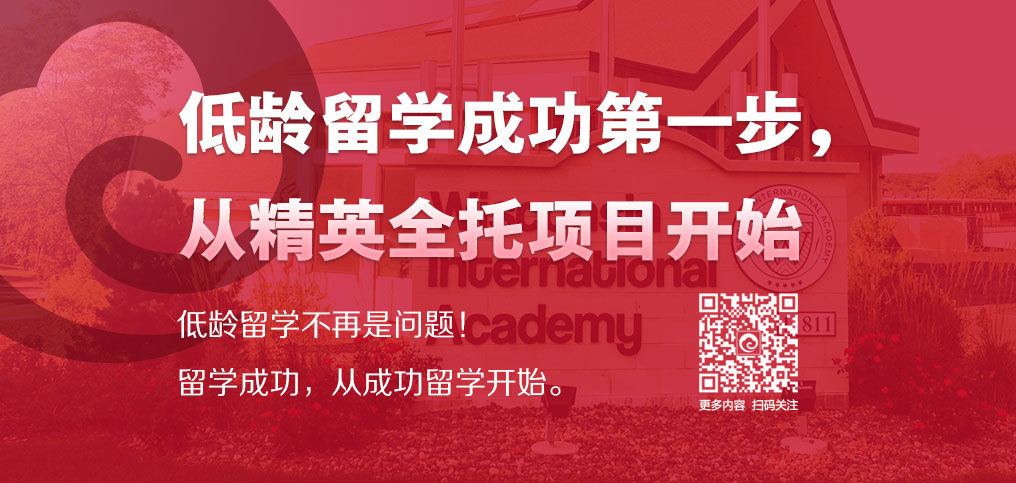 低龄留学成功第一步，
从精英全托项目开始
International
Academy
INTERNATIONAL ACADEMY
811
低龄留学不再是问题！
留学成功，从成功留学开始。
更多内容 扫码关注